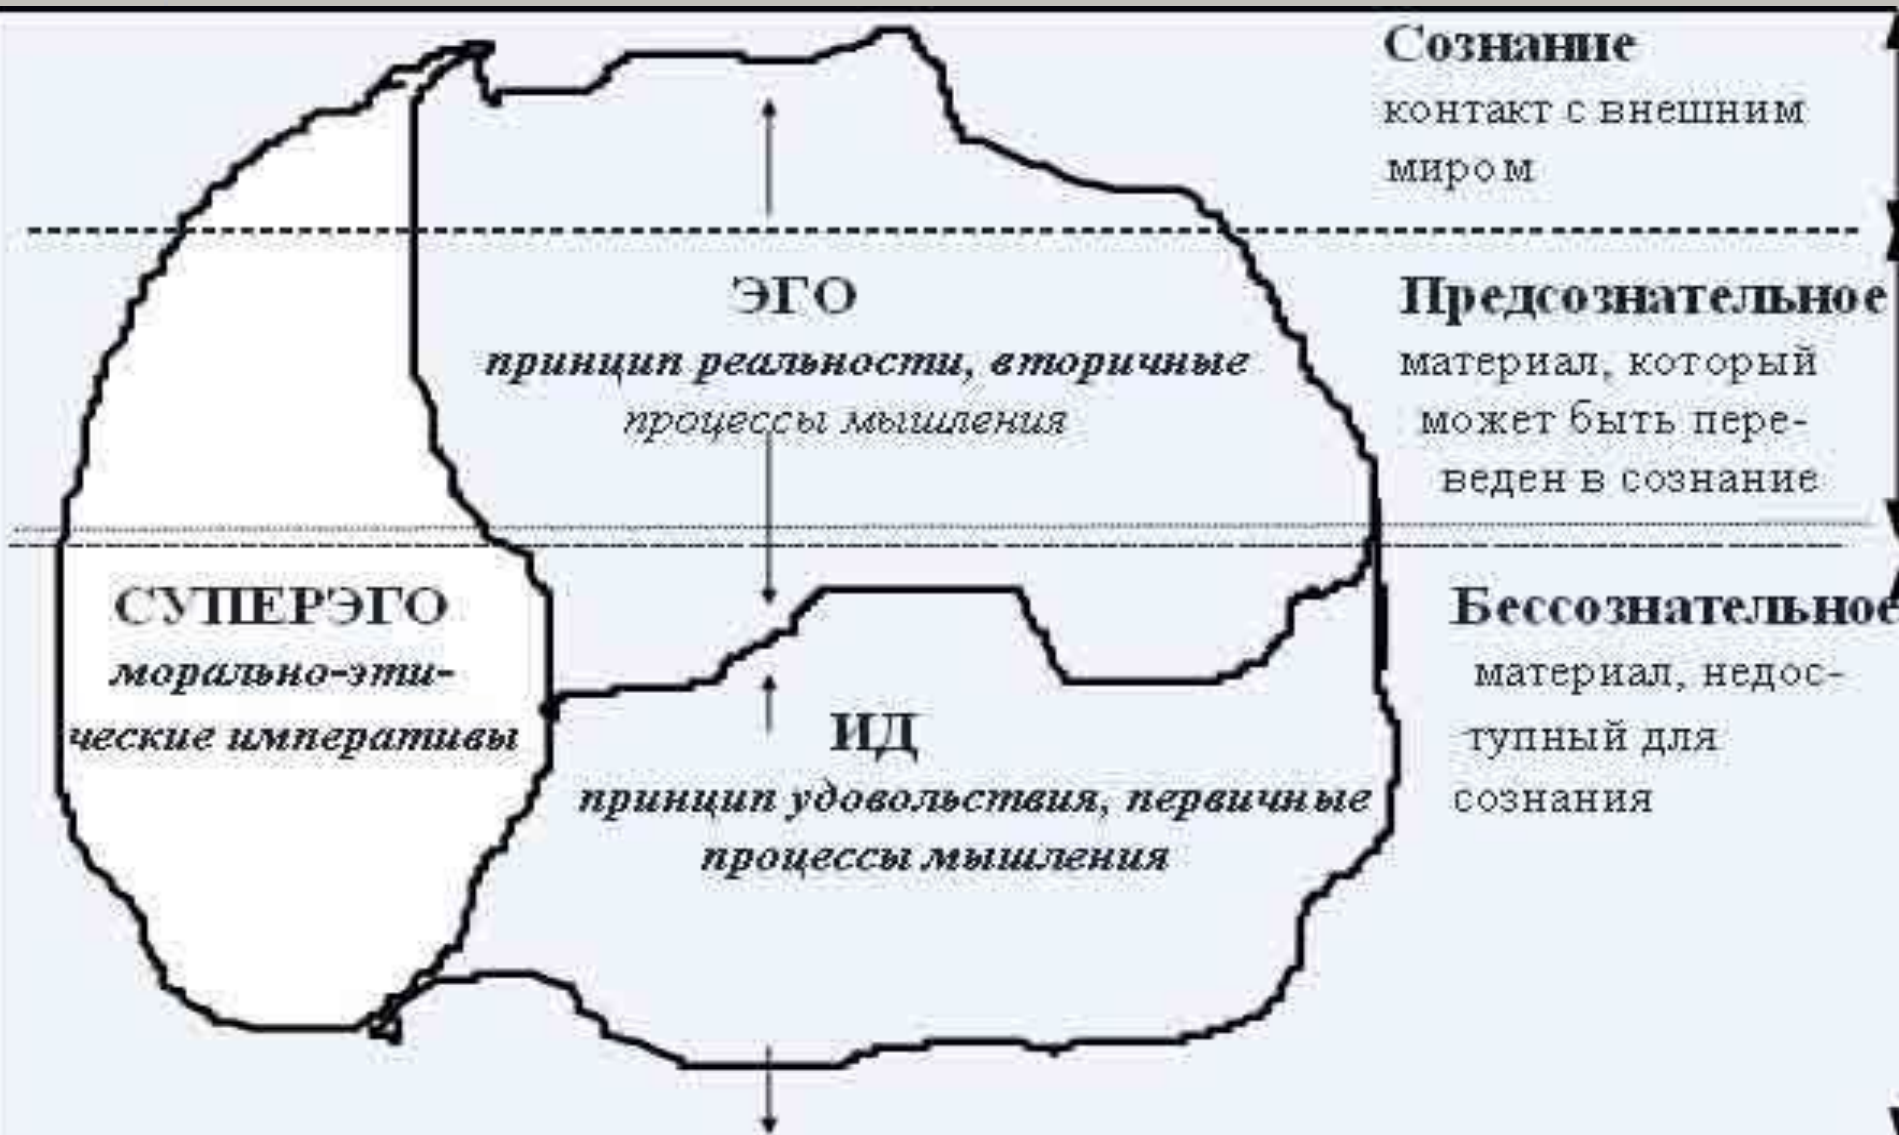 Сознание
контакт с внешним
миром
ЭГО
принцип реальности, вторичные
процессы мышления
Предсознательное
материал, который
может быть пере-
веден в сознание
СУПЕРЭГО
морально-эти-
ческие императивы
ИД
принцип удовольствия, первичные
процессы мышления
Бессознательное
материал, недос-
тупный для
сознания